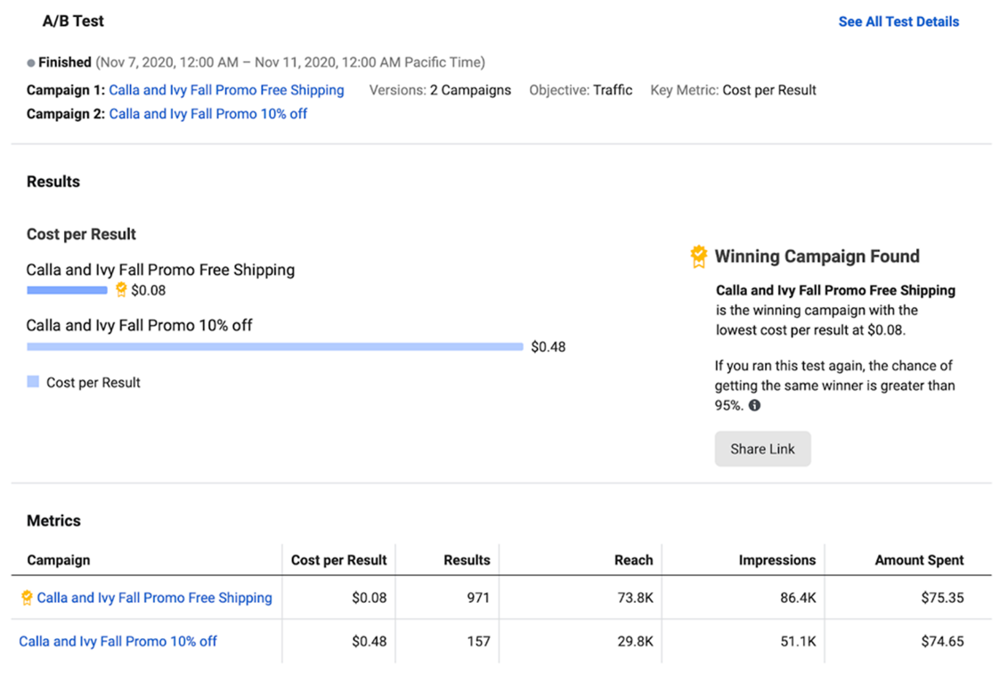 A/B Test
See All Test Details
Finished (Nov 7, 2020, 12:00 AM – Nov 11, 2020, 12:00 AM Pacific Time)
Campaign 1: Calla and Ivy Fall Promo Free Shipping Versions: 2 Campaigns Objective: Traffic Key Metric: Cost per Result
Campaign 2: Calla and Ivy Fall Promo 10% off
Results
Cost per Result
Calla and Ivy Fall Promo Free Shipping
$0.08
Calla and Ivy Fall Promo 10% off
$0.48
Cost per Result
Winning Campaign Found
Calla and Ivy Fall Promo Free Shipping
is the winning campaign with the
lowest cost per result at $0.08.
If you ran this test again, the chance of
getting the same winner is greater than
95%.
Share Link
Metrics
Campaign Cost per Result Results Reach Impressions Amount Spent
Calla and Ivy Fall Promo Free Shipping $0.08 971 73.8K 86.4K $75.35
Calla and Ivy Fall Promo 10% off $0.48 157 29.8K 51.1K $74.65